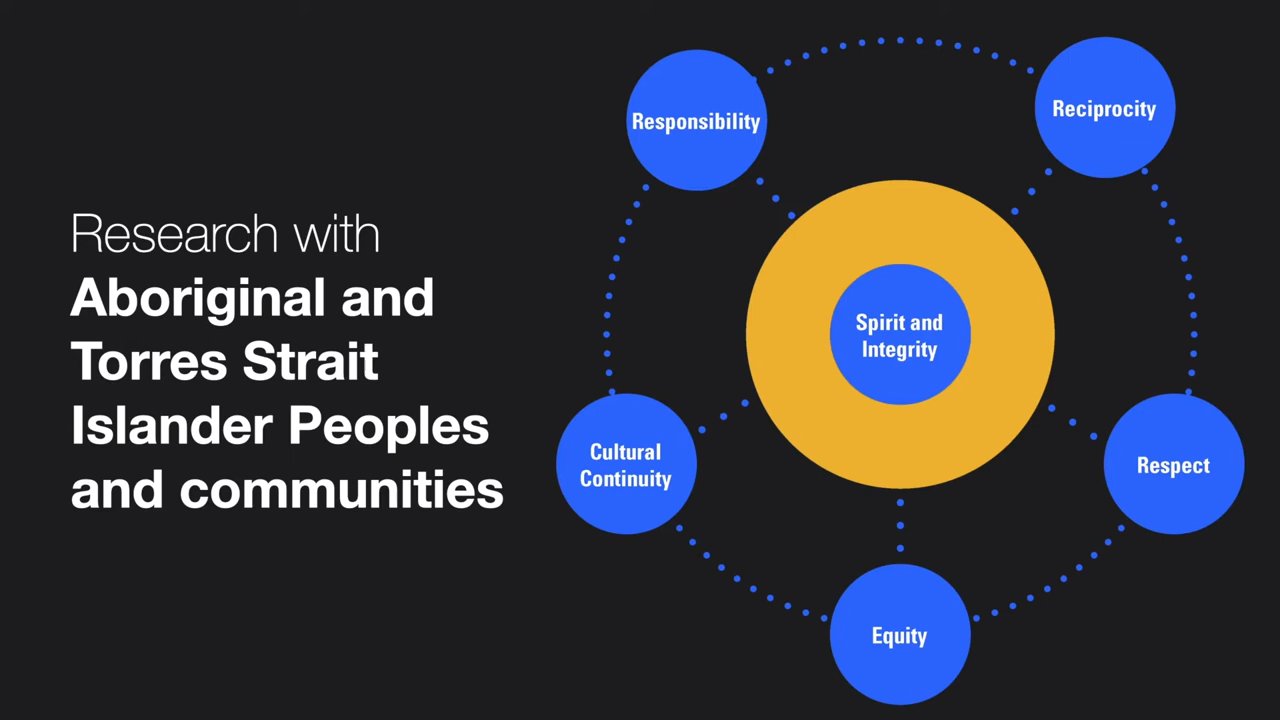 Research with
Aboriginal and
Torres Strait
Islander Peoples
and communities
Responsibility
Reciprocity
Spirit and
Integrity
Cultural
Continuity
Respect
Equity